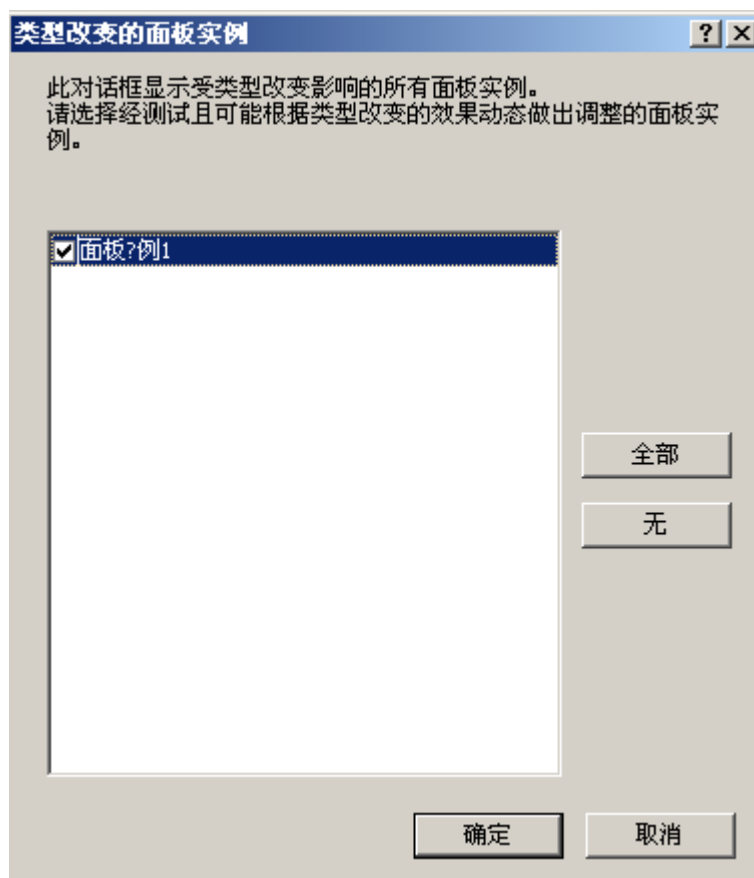 类型改变的面板实例
此对话框显示受类型改变影响的所有面板实例。
请选择经测试且可能根据类型改变的效果动态做出调整的面板实
例。
面板?例1
全部
无
确定
取消